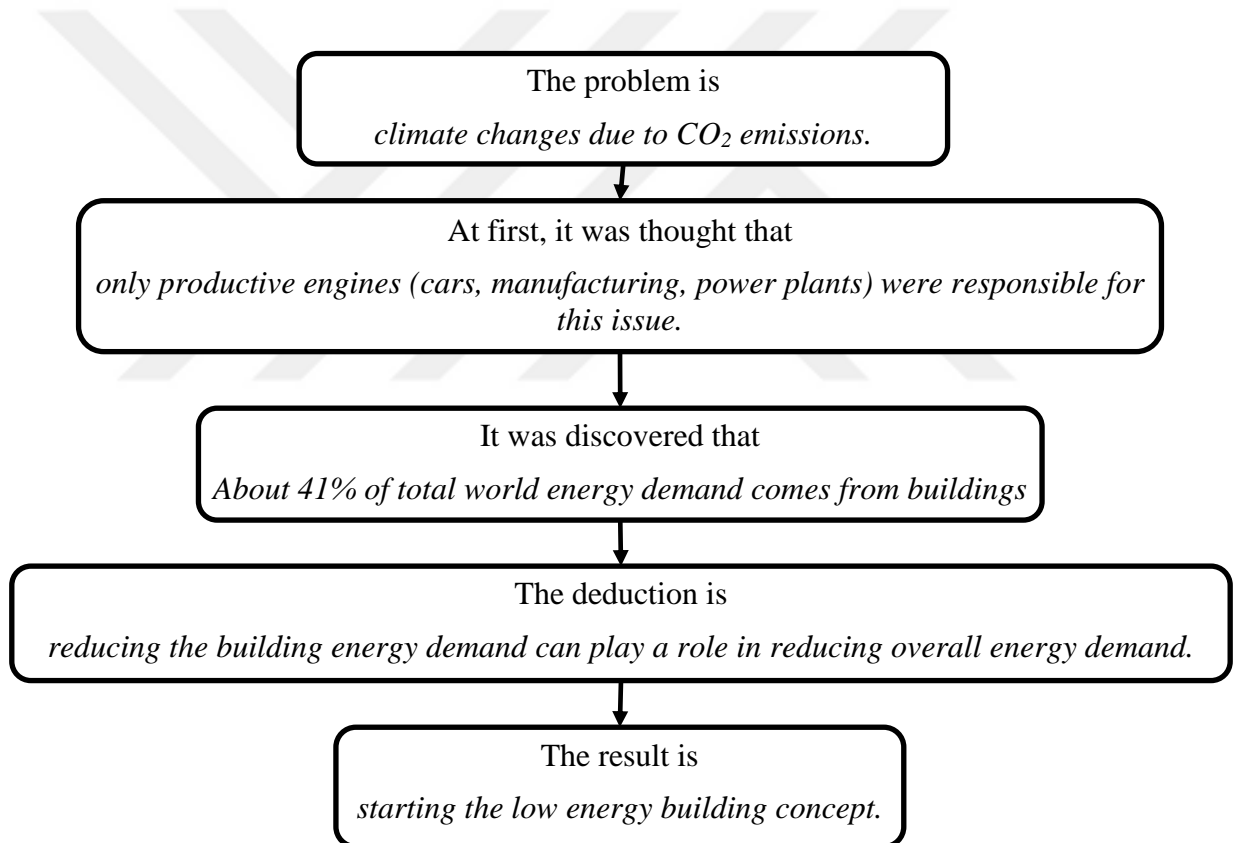 The problem is
climate changes due to CO₂ emissions.
At first, it was thought that
only productive engines (cars, manufacturing, power plants) were responsible for
this issue.
It was discovered that
About 41% of total world energy demand comes from buildings
The deduction is
reducing the building energy demand can play a role in reducing overall energy demand.
The result is
starting the low energy building concept.